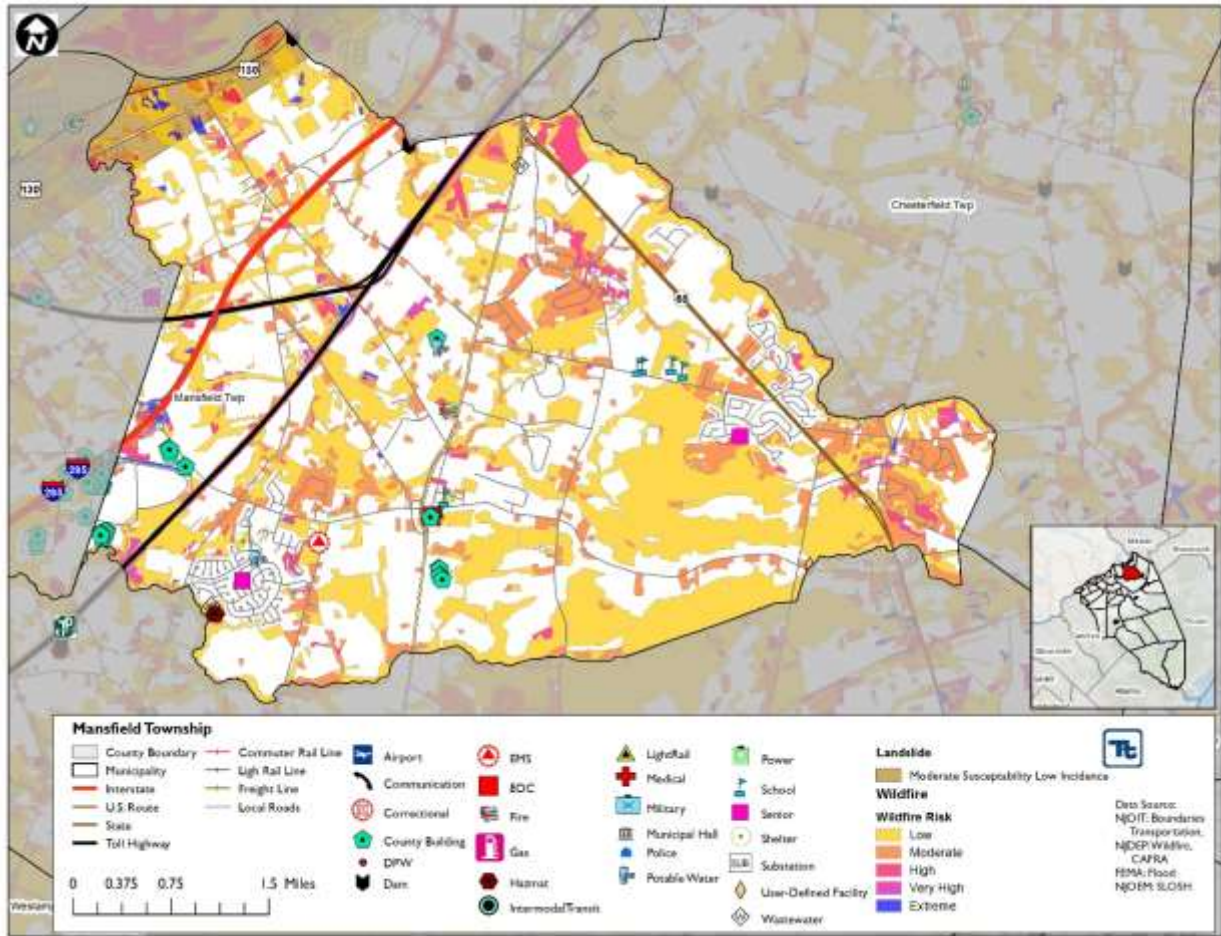 N
130
130
Chesterfield Twp
68
Mansfield Twp
295
Mansfield Township
County Boundary
Municipality
Interstate
U.S. Route
State
Toll Highway
Commuter Rail Line
Ligh Rail Line
Freight Line
Local Roads
0 0.375 0.75 1.5 Miles
Airport
Communication
Correctional
County Building
DPW
Dam
EMS
EOC
Fire
Gas
Hazmat
Intermodal/Transit
LightRail
Medical
Military
Municipal Hall
Police
Potable Water
Power
School
Senior
Shelter
SUB
Substation
User-Defined Facility
Wastewater
Landslide
Moderate Susceptability Low Incidence
Wildfire
Wildfire Risk
Low
Moderate
High
Very High
Extreme
Data Source:
NJOIT: Boundaries
Transportation,
NJDEP: Wildfire,
CAFRA
FEMA: Flood
NJOEM: SLOSH